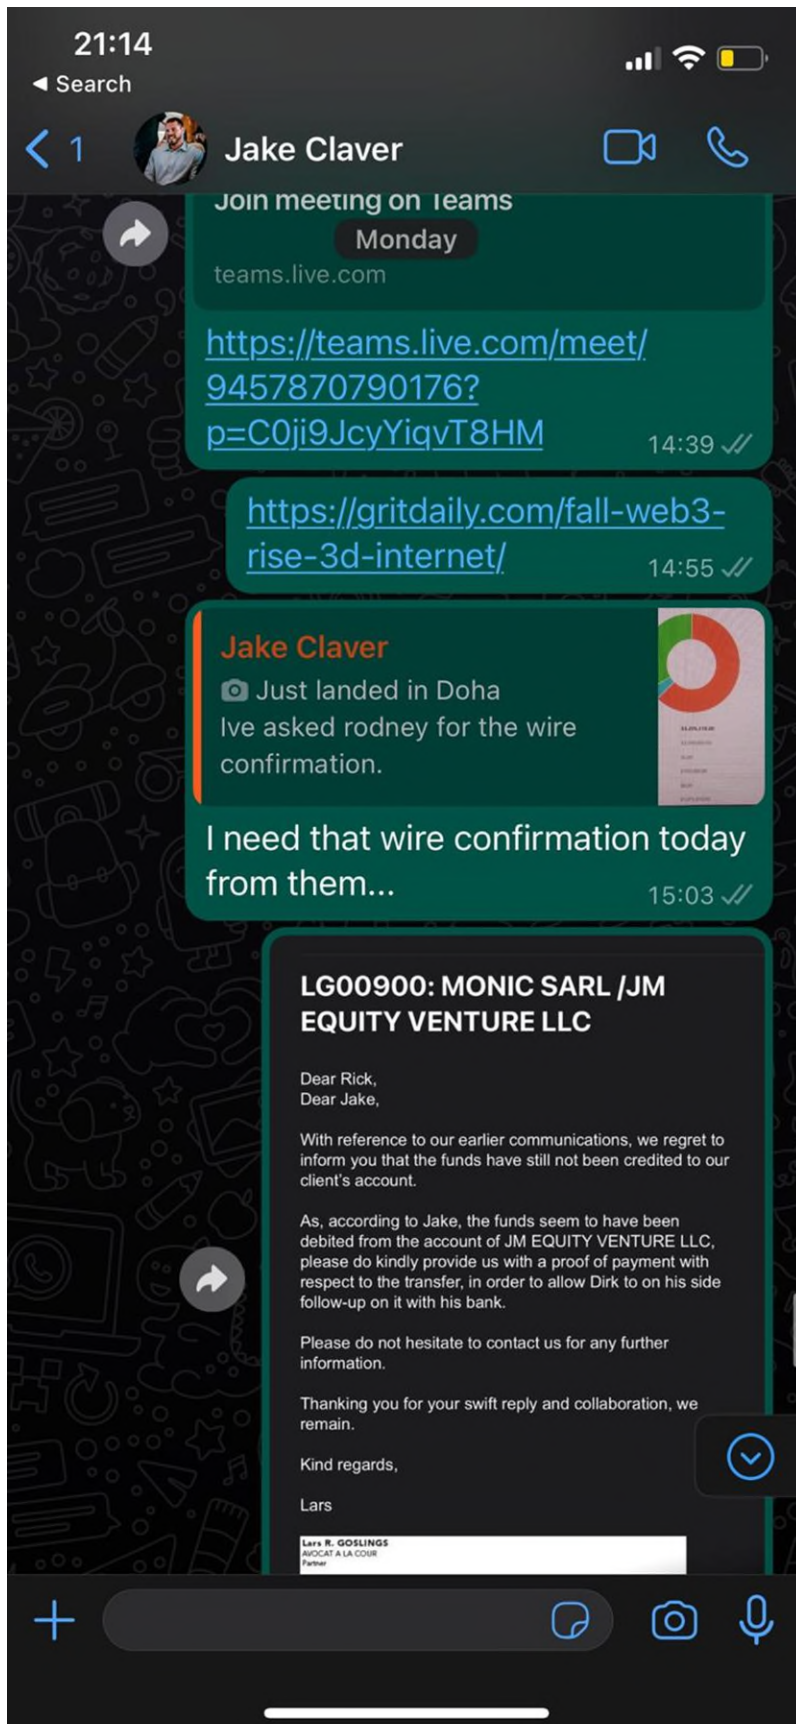 21:14
Search
1
Jake Claver
Join meeting on Teams
Monday
teams.live.com
https://teams.live.com/meet/
9457870790176?
p=C0ji9JcyYiqvT8HM
14:39
https://gritdaily.com/fall-web3-
rise-3d-internet/
14:55
Jake Claver
Just landed in Doha
Ive asked rodney for the wire
confirmation.
I need that wire confirmation today
from them...
15:03
LG00900: MONIC SARL /JM
EQUITY VENTURE LLC
Dear Rick,
Dear Jake,
With reference to our earlier communications, we regret to
inform you that the funds have still not been credited to our
client's account.
As, according to Jake, the funds seem to have been
debited from the account of JM EQUITY VENTURE LLC,
please do kindly provide us with a proof of payment with
respect to the transfer, in order to allow Dirk to on his side
follow-up on it with his bank.
Please do not hesitate to contact us for any further
information.
Thanking you for your swift reply and collaboration, we
remain.
Kind regards,
Lars
Lars R. GOSLINGS
AVOCAT A LA COUR
Partner